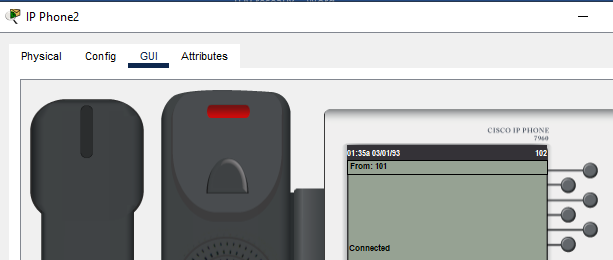 IP Phone2
Physical Config GUI Attributes
CISCO IP PHONE
7960
01:35a 03/01/93 102
From: 101
Connected